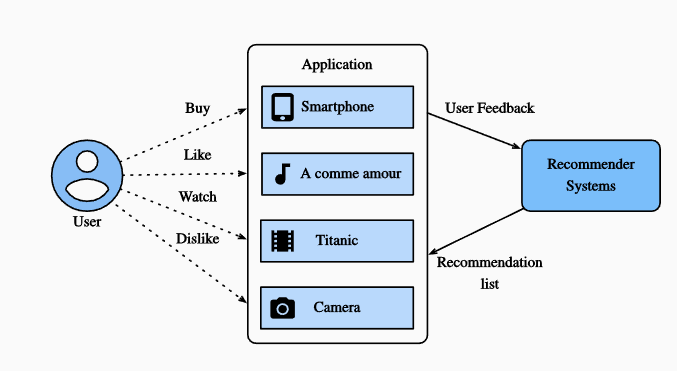 Application
Buy
Smartphone
User Feedback
Like
A comme amour
Recommender
Systems
Watch
User
Dislike
Titanic
Recommendation
list
Camera